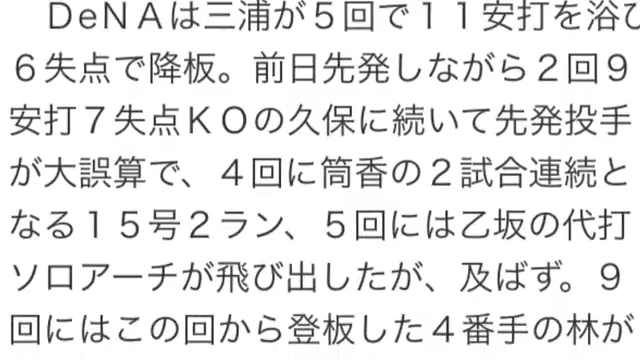 DeNAは三浦が５回で１１安打を浴び
６失点で降板。前日先発しながら２回９
安打７失点ＫＯの久保に続いて先発投手
が大誤算で、４回に筒香の２試合連続と
なる１５号２ラン、５回には乙坂の代打
ソロアーチが飛び出したが、及ばず。９
回にはこの回から登板した４番手の林が